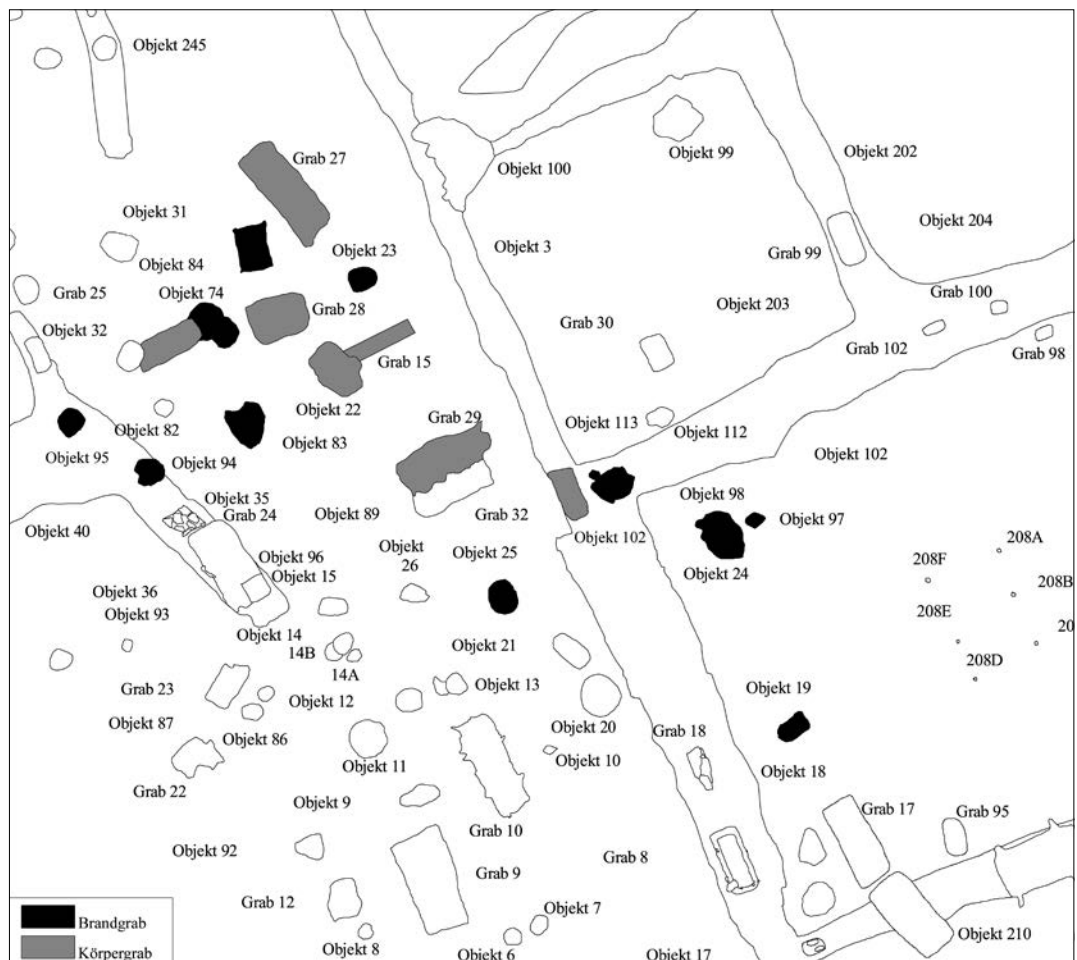 Objekt 245
Objekt 202
Objekt 99
Grab 27
Objekt 100
Objekt 31
Objekt 204
Objekt 23
Objekt 3
Grab 99
Objekt 84
Grab 25
Objekt 74
Grab 100
Grab 28
Objekt 203
Grab 30
Objekt 32
Grab 102
Grab 98
Grab 15
Objekt 22
Grab 29
Objekt 113
Objekt 82
Objekt 112
Objekt 83
Objekt 95
Objekt 94
Objekt 102
Objekt 35
Objekt 98
Grab 24
Objekt 89
Grab 32
Objekt 97
Objekt 40
Objekt 102
208A
Objekt
26
Objekt 25
Objekt 96
208F
Objekt 24
Objekt 15
208B
Objekt 36
Objekt 93
208E
Objekt 14
20
14B
Objekt 21
208D
14A
Objekt 13
Objekt 19
Grab 23
Objekt 12
Objekt 87
Objekt 20
Grab 18
Objekt 86
Objekt 11
Objekt 10
Objekt 18
Grab 22
Objekt 9
Grab 17
Grab 95
Grab 10
Objekt 92
Grab 8
Grab 9
Grab 12
Objekt 7
Brandgrab
Objekt 210
Objekt 8
Objekt 6
Objekt 17
Körpergrab